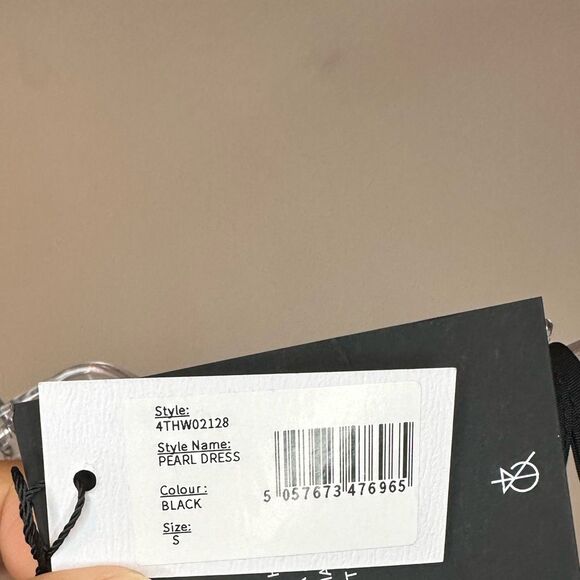 Style:
4THW02128
Style Name:
PEARL DRESS
Colour:
BLACK
Size:
S
5 057673 476965